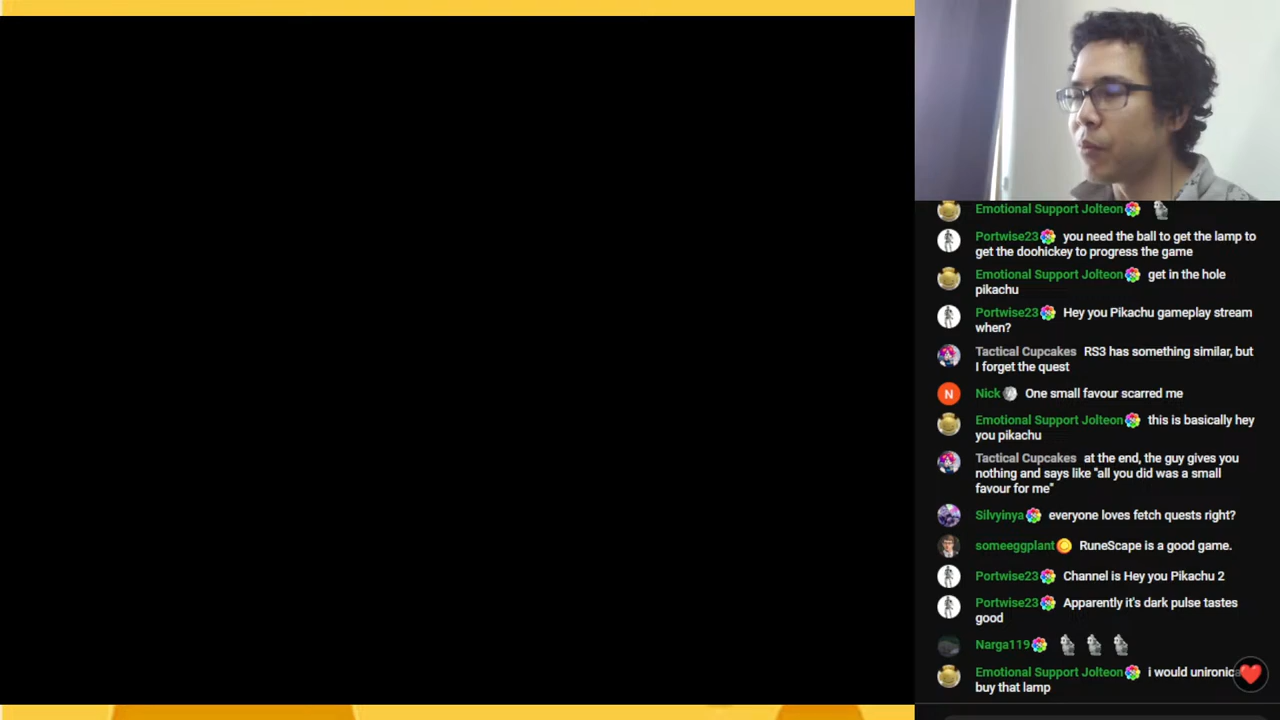 Emotional Support Jolteon
Portwise23 you need the ball to get the lamp to
get the doohickey to progress the game
Emotional Support Jolteon get in the hole
pikachu
Portwise23 Hey you Pikachu gameplay stream
when?
Tactical Cupcakes RS3 has something similar, but
I forget the quest
N Nick One small favour scarred me
Emotional Support Jolteon this is basically hey
you pikachu
Tactical Cupcakes at the end, the guy gives you
nothing and says like "all you did was a small
favour for me"
Silvyinya everyone loves fetch quests right?
someeggplant RuneScape is a good game.
Portwise23 Channel is Hey you Pikachu 2
Portwise23 Apparently it's dark pulse tastes
good
Narga119
Emotional Support Jolteon i would
buy that lamp